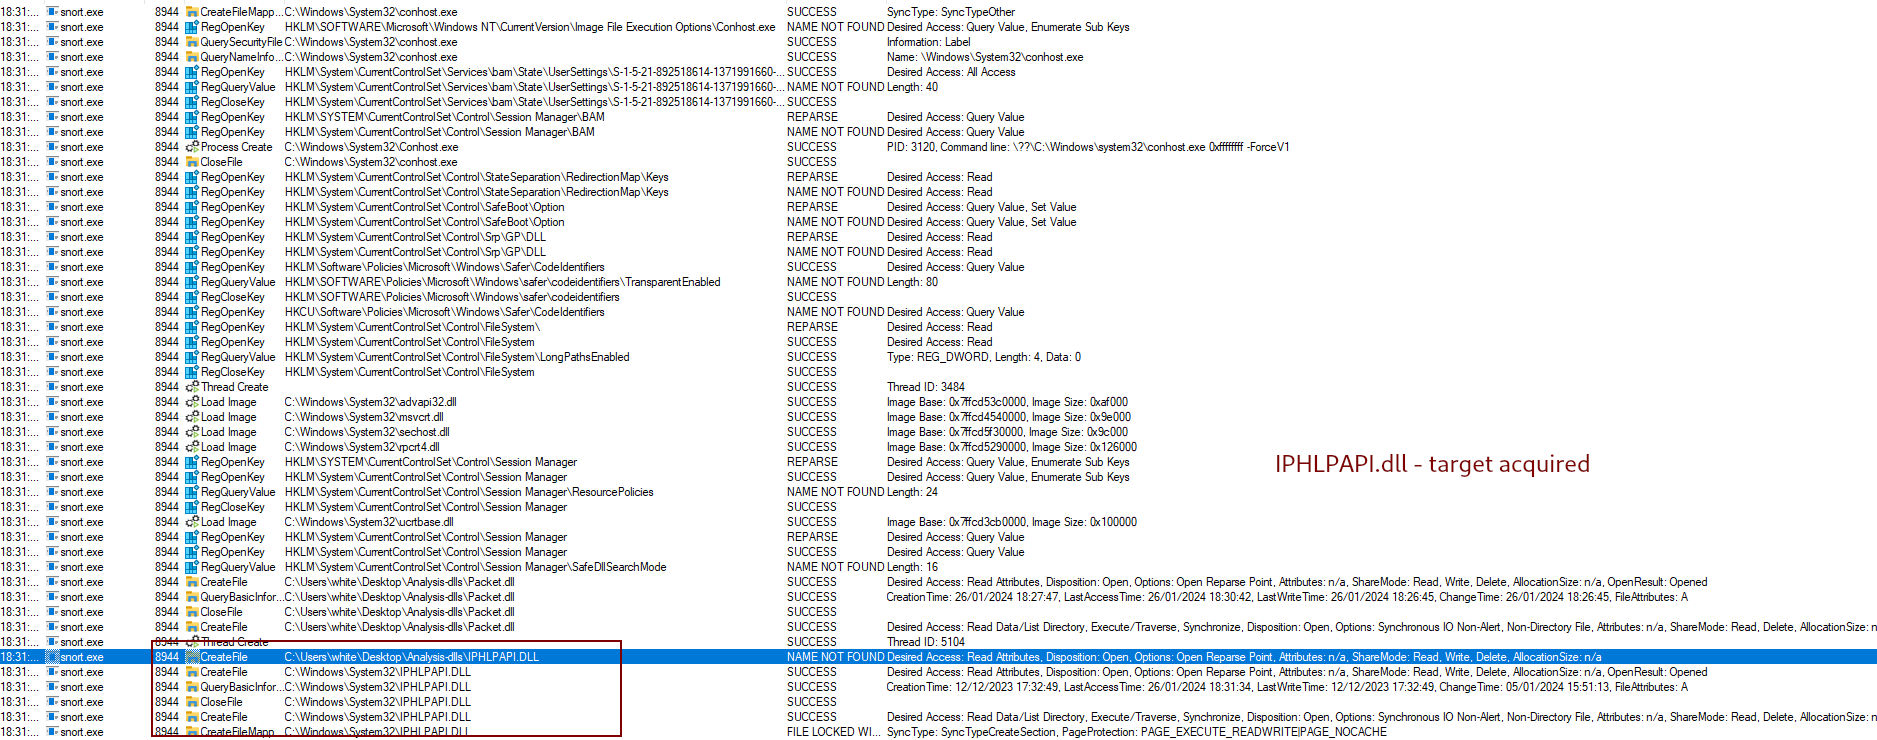 18:31:... snort.exe 8944 CreateFileMapp... C:\Windows\System32\conhost.exe SUCCESS SyncType: SyncTypeOther
18:31:... snort.exe 8944 RegOpenKey HKLM\SOFTWARE\Microsoft\Windows NT\CurrentVersion\Image File Execution Options\Conhost.exe NAME NOT FOUND Desired Access: Query Value, Enumerate Sub Keys
18:31:... snort.exe 8944 QuerySecurityFile C:\Windows\System32\conhost.exe SUCCESS Information: Label
18:31:... snort.exe 8944 QueryNameInfo... C:\Windows\System32\conhost.exe SUCCESS Name: \Windows\System32\conhost.exe
18:31:... snort.exe 8944 RegOpenKey HKLM\System\CurrentControlSet\Services\bam\State\UserSettings\S-1-5-21-892518614-1371991660-... SUCCESS Desired Access: All Access
18:31:... snort.exe 8944 RegQueryValue HKLM\System\CurrentControlSet\Services\bam\State\UserSettings\S-1-5-21-892518614-1371991660-... NAME NOT FOUND Length: 40
18:31:... snort.exe 8944 RegCloseKey HKLM\System\CurrentControlSet\Services\bam\State\UserSettings\S-1-5-21-892518614-1371991660-... SUCCESS
18:31:... snort.exe 8944 RegOpenKey HKLM\SYSTEM\CurrentControlSet\Control\Session Manager\BAM REPARSE Desired Access: Query Value
18:31:... snort.exe 8944 RegOpenKey HKLM\System\CurrentControlSet\Control\Session Manager\BAM NAME NOT FOUND Desired Access: Query Value
18:31:... snort.exe 8944 Process Create C:\Windows\System32\Conhost.exe SUCCESS PID: 3120, Command line: \??\C:\Windows\system32\conhost.exe 0xffffffff -ForceV1
18:31:... snort.exe 8944 CloseFile C:\Windows\System32\conhost.exe SUCCESS
18:31:... snort.exe 8944 RegOpenKey HKLM\System\CurrentControlSet\Control\StateSeparation\RedirectionMap\Keys REPARSE Desired Access: Read
18:31:... snort.exe 8944 RegOpenKey HKLM\System\CurrentControlSet\Control\StateSeparation\RedirectionMap\Keys NAME NOT FOUND Desired Access: Read
18:31:... snort.exe 8944 RegOpenKey HKLM\System\CurrentControlSet\Control\SafeBoot\Option REPARSE Desired Access: Query Value, Set Value
18:31:... snort.exe 8944 RegOpenKey HKLM\System\CurrentControlSet\Control\SafeBoot\Option NAME NOT FOUND Desired Access: Query Value, Set Value
18:31:... snort.exe 8944 RegOpenKey HKLM\System\CurrentControlSet\Control\Srp\GP\DLL REPARSE Desired Access: Read
18:31:... snort.exe 8944 RegOpenKey HKLM\System\CurrentControlSet\Control\Srp\GP\DLL NAME NOT FOUND Desired Access: Read
18:31:... snort.exe 8944 RegOpenKey HKLM\Software\Policies\Microsoft\Windows\Safer\CodeIdentifiers SUCCESS Desired Access: Query Value
18:31:... snort.exe 8944 RegQueryValue HKLM\SOFTWARE\Policies\Microsoft\Windows\safer\codeidentifiers\TransparentEnabled NAME NOT FOUND Length: 80
18:31:... snort.exe 8944 RegCloseKey HKLM\SOFTWARE\Policies\Microsoft\Windows\safer\codeidentifiers SUCCESS
18:31:... snort.exe 8944 RegOpenKey HKCU\Software\Policies\Microsoft\Windows\Safer\CodeIdentifiers NAME NOT FOUND Desired Access: Query Value
18:31:... snort.exe 8944 RegOpenKey HKLM\System\CurrentControlSet\Control\FileSystem\ REPARSE Desired Access: Read
18:31:... snort.exe 8944 RegOpenKey HKLM\System\CurrentControlSet\Control\FileSystem SUCCESS Desired Access: Read
18:31:... snort.exe 8944 RegQueryValue HKLM\System\CurrentControlSet\Control\FileSystem\LongPathsEnabled SUCCESS Type: REG_DWORD, Length: 4, Data: 0
18:31:... snort.exe 8944 RegCloseKey HKLM\System\CurrentControlSet\Control\FileSystem SUCCESS
18:31:... snort.exe 8944 Thread Create SUCCESS Thread ID: 3484
18:31:... snort.exe 8944 Load Image C:\Windows\System32\advapi32.dll SUCCESS Image Base: 0x7ffcd53c0000, Image Size: 0xaf000
18:31:... snort.exe 8944 Load Image C:\Windows\System32\msvcrt.dll SUCCESS Image Base: 0x7ffcd4540000, Image Size: 0x9e000
18:31:... snort.exe 8944 Load Image C:\Windows\System32\sechost.dll SUCCESS Image Base: 0x7ffcd5f30000, Image Size: 0x9c000
18:31:... snort.exe 8944 Load Image C:\Windows\System32\rpcrt4.dll SUCCESS Image Base: 0x7ffcd5290000, Image Size: 0x126000
18:31:... snort.exe 8944 RegOpenKey HKLM\SYSTEM\CurrentControlSet\Control\Session Manager REPARSE Desired Access: Query Value, Enumerate Sub Keys
IPHLPAPI.dll - target acquired
18:31:... snort.exe 8944 RegOpenKey HKLM\System\CurrentControlSet\Control\Session Manager SUCCESS Desired Access: Query Value, Enumerate Sub Keys
18:31:... snort.exe 8944 RegQueryValue HKLM\System\CurrentControlSet\Control\Session Manager\ResourcePolicies NAME NOT FOUND Length: 24
18:31:... snort.exe 8944 RegCloseKey HKLM\System\CurrentControlSet\Control\Session Manager SUCCESS
18:31:... snort.exe 8944 Load Image C:\Windows\System32\ucrtbase.dll SUCCESS Image Base: 0x7ffcd3cb0000, Image Size: 0x100000
18:31:... snort.exe 8944 RegOpenKey HKLM\System\CurrentControlSet\Control\Session Manager REPARSE Desired Access: Query Value
18:31:... snort.exe 8944 RegOpenKey HKLM\System\CurrentControlSet\Control\Session Manager SUCCESS Desired Access: Query Value
18:31:... snort.exe 8944 RegQueryValue HKLM\System\CurrentControlSet\Control\Session Manager\SafeDllSearchMode NAME NOT FOUND Length: 16
18:31:... snort.exe 8944 CreateFile C:\Users\white\Desktop\Analysis-dlls\Packet.dll SUCCESS Desired Access: Read Attributes, Disposition: Open, Options: Open Reparse Point, Attributes: n/a, ShareMode: Read, Write, Delete, AllocationSize: n/a, OpenResult: Opened
18:31:... snort.exe 8944 QueryBasicInfor... C:\Users\white\Desktop\Analysis-dlls\Packet.dll SUCCESS CreationTime: 26/01/2024 18:27:47, LastAccessTime: 26/01/2024 18:30:42, LastWriteTime: 26/01/2024 18:26:45, ChangeTime: 26/01/2024 18:26:45, FileAttributes: A
18:31:... snort.exe 8944 CloseFile C:\Users\white\Desktop\Analysis-dlls\Packet.dll SUCCESS
18:31:... snort.exe 8944 CreateFile C:\Users\white\Desktop\Analysis-dlls\Packet.dll SUCCESS Desired Access: Read Data/List Directory, Execute/Traverse, Synchronize, Disposition: Open, Options: Synchronous IO Non-Alert, Non-Directory File, Attributes: n/a, ShareMode: Read, Delete, AllocationSize: n
18:31:... snort.exe 8944 Thread Create SUCCESS Thread ID: 5104
18:31:... snort.exe 8944 CreateFile C:\Users\white\Desktop\Analysis-dlls\IPHLPAPI.DLL NAME NOT FOUND Desired Access: Read Attributes, Disposition: Open, Options: Open Reparse Point, Attributes: n/a, ShareMode: Read, Write, Delete, AllocationSize: n/a
18:31:... snort.exe 8944 CreateFile C:\Windows\System32\IPHLPAPI.DLL SUCCESS Desired Access: Read Attributes, Disposition: Open, Options: Open Reparse Point, Attributes: n/a, ShareMode: Read, Write, Delete, AllocationSize: n/a, OpenResult: Opened
18:31:... snort.exe 8944 QueryBasicInfor... C:\Windows\System32\IPHLPAPI.DLL SUCCESS CreationTime: 12/12/2023 17:32:49, LastAccessTime: 26/01/2024 18:31:34, LastWriteTime: 12/12/2023 17:32:49, ChangeTime: 05/01/2024 15:51:13, FileAttributes: A
18:31:... snort.exe 8944 CloseFile C:\Windows\System32\IPHLPAPI.DLL SUCCESS
18:31:... snort.exe 8944 CreateFile C:\Windows\System32\IPHLPAPI.DLL SUCCESS Desired Access: Read Data/List Directory, Execute/Traverse, Synchronize, Disposition: Open, Options: Synchronous IO Non-Alert, Non-Directory File, Attributes: n/a, ShareMode: Read, Delete, AllocationSize: n
18:31:... snort.exe 8944 CreateFileMapp... C:\Windows\System32\IPHLPAPI.DLL FILE LOCKED WI... SyncType: SyncTypeCreateSection, PageProtection: PAGE_EXECUTE_READWRITE|PAGE_NOCACHE